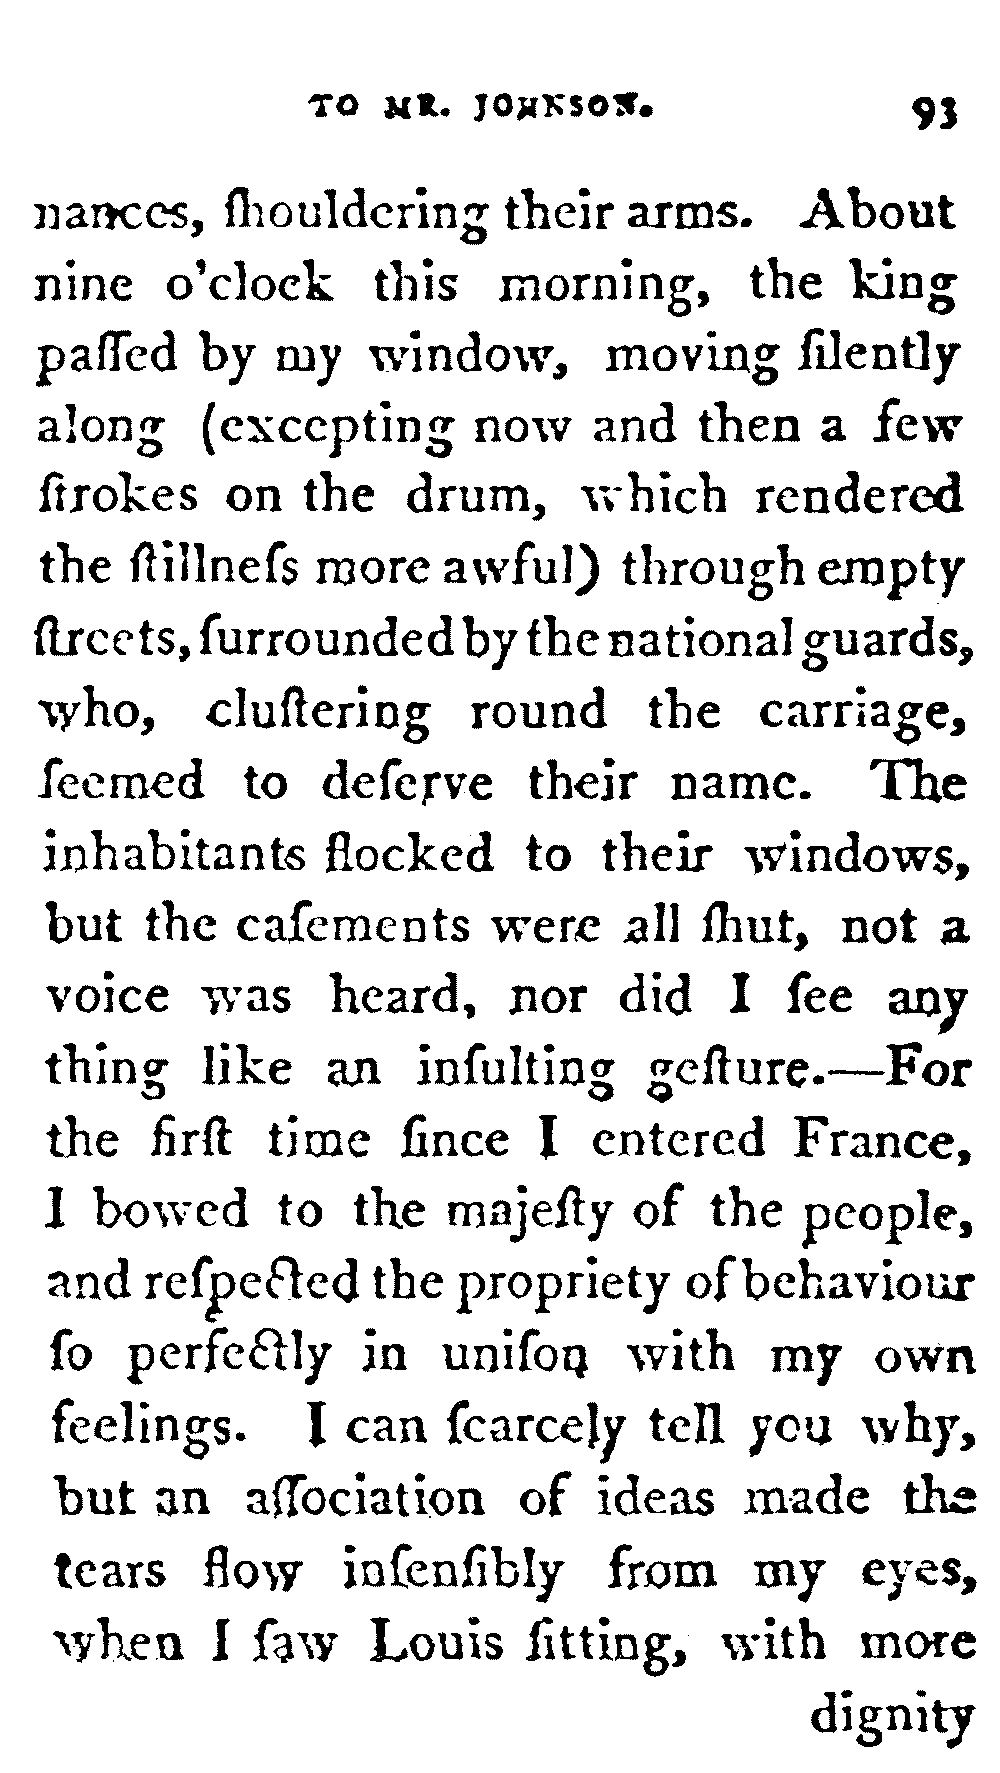 TO MR. JOHNSON. 93
nances, ſhouldering their arms. About
nine o'clock this morning, the king
paſſed by my window, moving ſilently
along (excepting now and then a few
ſtrokes on the drum, which rendered
the ſtillneſs more awful) through empty
ſtreets, ſurrounded by the national guards,
who, cluſtering round the carriage,
ſeemed to deſerve their name. The
inhabitants flocked to their windows,
but the caſements were all ſhut, not a
voice was heard, nor did I ſee any
thing like an inſulting geſture.—For
the firſt time ſince I entered France,
I bowed to the majeſty of the people,
and reſpected the propriety of behaviour
ſo perfectly in uniſon with my own
feelings. I can ſcarcely tell you why,
but an aſſociation of ideas made the
tears flow inſenſibly from my eyes,
when I ſaw Louis ſitting, with more
dignity